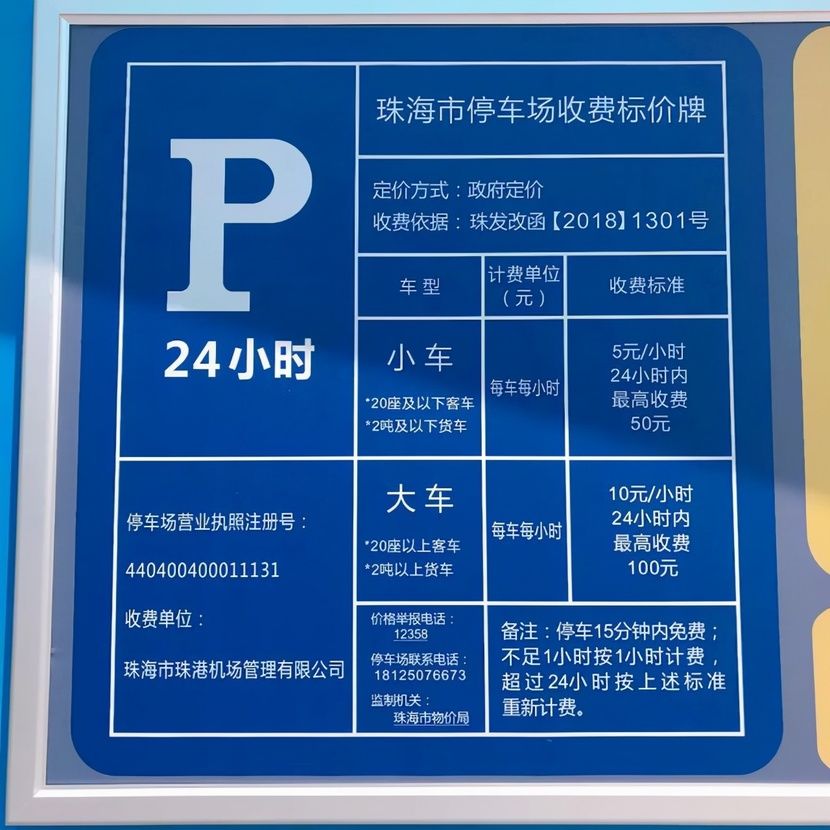 P
24小时
珠海市停车场收费标价牌
定价方式：政府定价
收费依据：珠发改函【2018】1301号
车型
计费单位
（元）
收费标准
小车
*20座及以下客车
*2吨及以下货车
每车每小时
5元/小时
24小时内
最高收费
50元
大车
*20座以上客车
*2吨以上货车
每车每小时
10元/小时
24小时内
最高收费
100元
停车场营业执照注册号：
440400400011131
收费单位：
珠海市珠港机场管理有限公司
价格举报电话：
12358
停车场联系电话：
18125076673
监制机关：
珠海市物价局
备注：停车15分钟内免费；
不足1小时按1小时计费，
超过24小时按上述标准
重新计费。